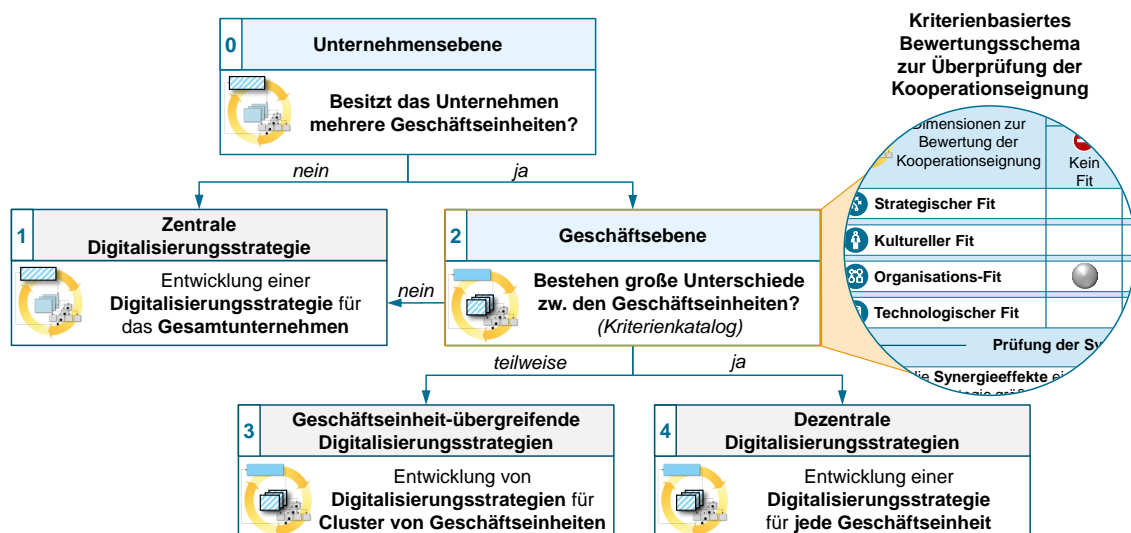 Kriterienbasiertes
Bewertungsschema
zur Überprüfung der
Kooperationseignung
0
Unternehmensebene
Besitzt das Unternehmen
mehrere Geschäftseinheiten?
nein
ja
Dimensionen zur
Bewertung der
Kooperationseignung
Kein
Fit
Strategischer Fit
Kultureller Fit
Organisations-Fit
Technologischer Fit
Prüfung der Sy
die Synergieeffekte
1
Zentrale
Digitalisierungsstrategie
Entwicklung einer
Digitalisierungsstrategie für
das Gesamtunternehmen
nein
2
Geschäftsebene
Bestehen große Unterschiede
zw. den Geschäftseinheiten?
(Kriterienkatalog)
teilweise
ja
3
Geschäftseinheit-übergreifende
Digitalisierungsstrategien
Entwicklung von
Digitalisierungsstrategien für
Cluster von Geschäftseinheiten
4
Dezentrale
Digitalisierungsstrategien
Entwicklung einer
Digitalisierungsstrategie
für jede Geschäftseinheit